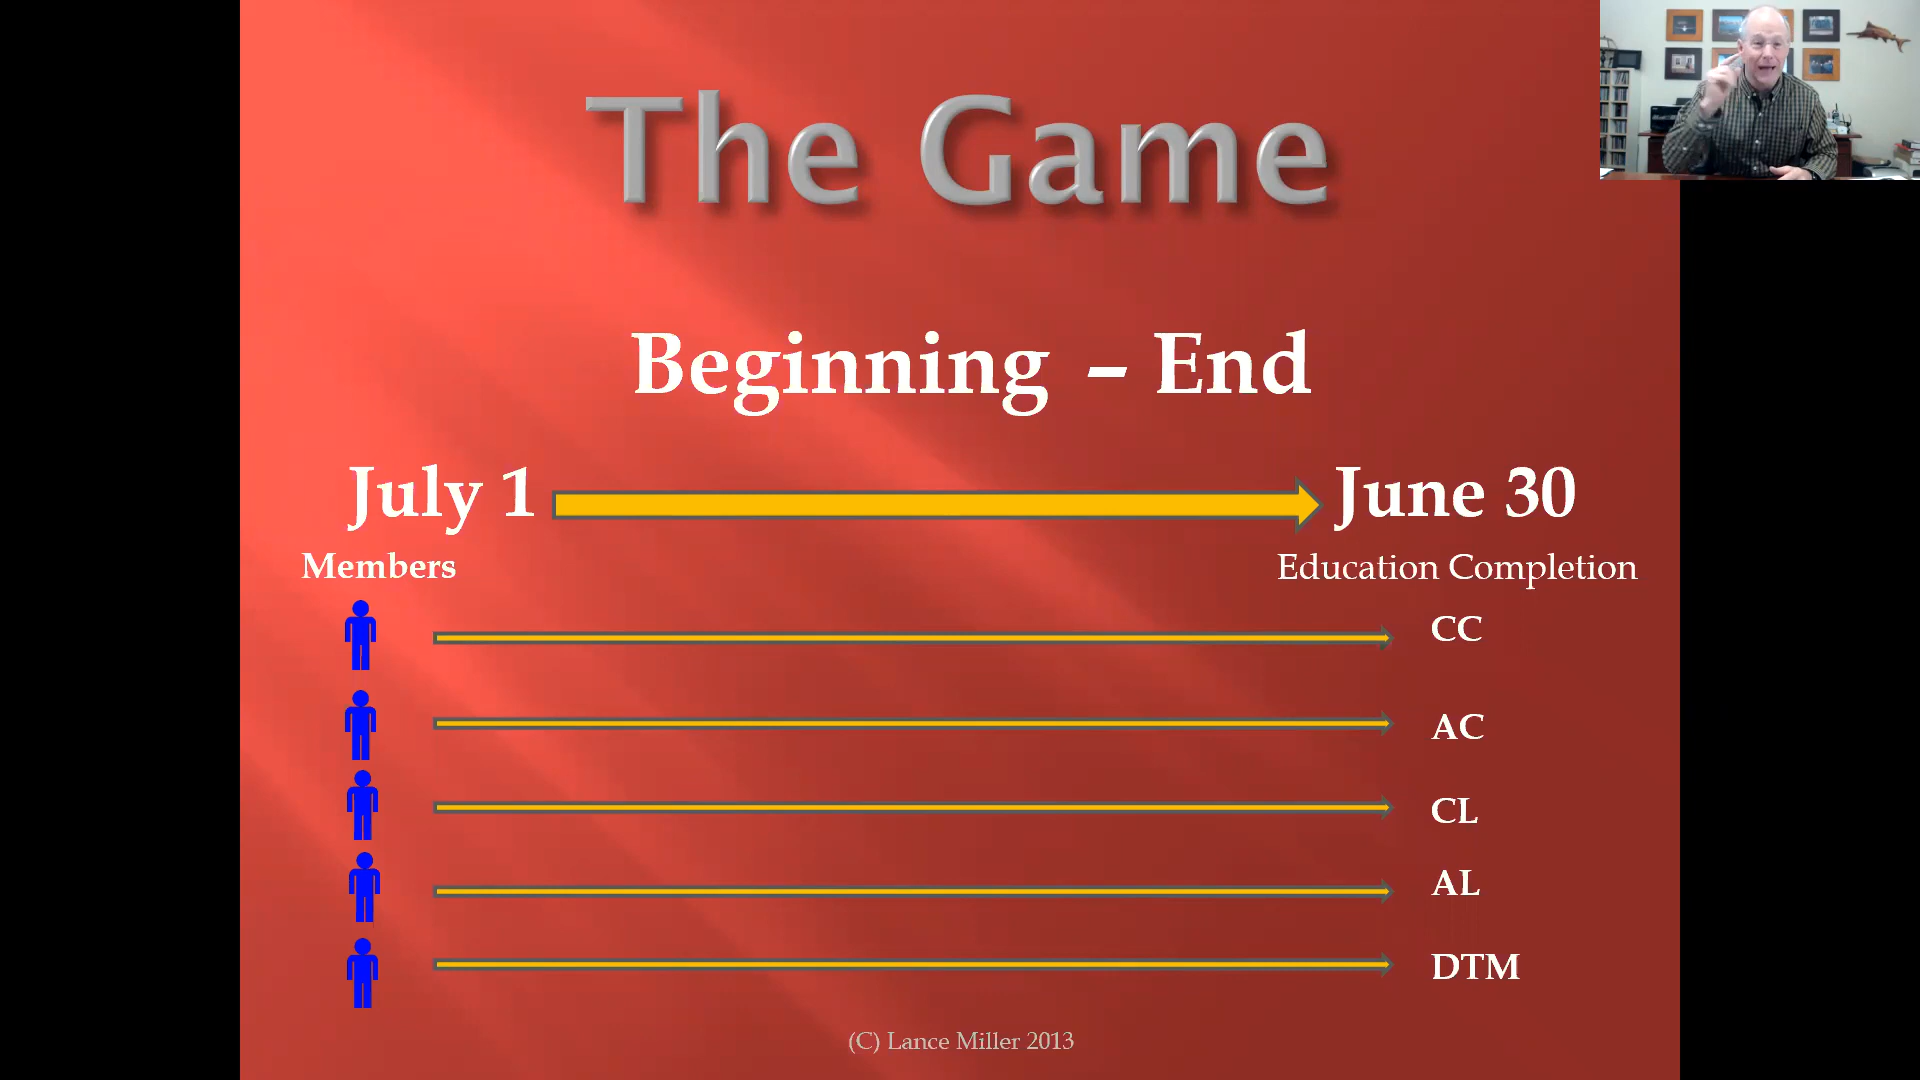 The Game
Beginning – End
July 1
June 30
Members
Education Completion
CC
AC
CL
AL
DTM
(C) Lance Miller 2013